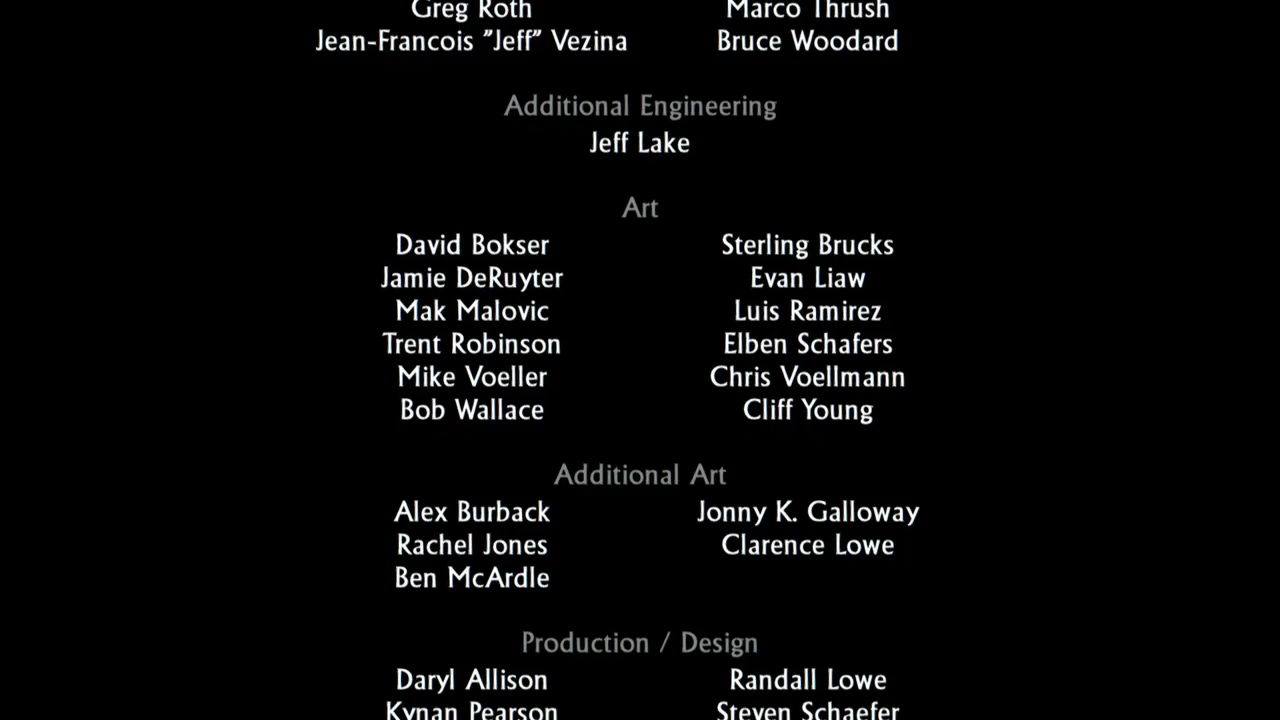 Greg Roth Marco Thrush
Jean-Francois "Jeff" Vezina Bruce Woodard
Additional Engineering
Jeff Lake
Art
David Bokser Sterling Brucks
Jamie DeRuyter Evan Liaw
Mak Malovic Luis Ramirez
Trent Robinson Elben Schafers
Mike Voeller Chris Voellmann
Bob Wallace Cliff Young
Additional Art
Alex Burback Jonny K. Galloway
Rachel Jones Clarence Lowe
Ben McArdle
Production / Design
Daryl Allison Randall Lowe
Kynan Pearson Steven Schaefer